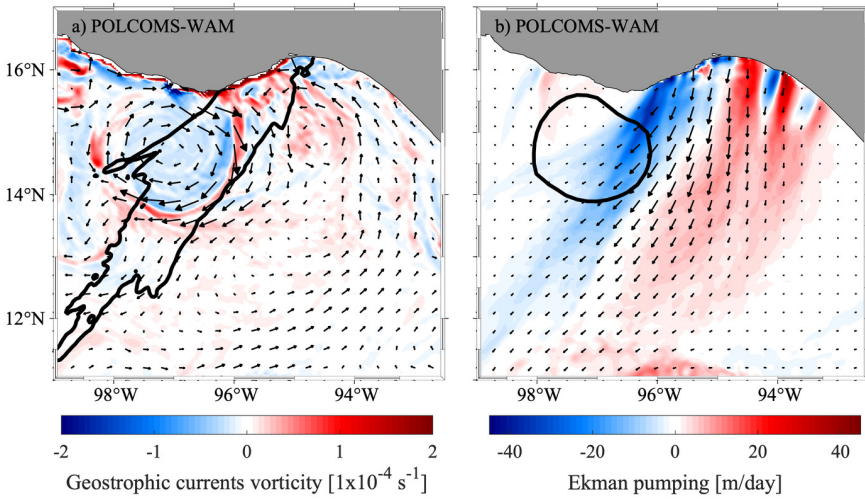 a) POLCOMS-WAM
b) POLCOMS-WAM
16°N
14°N
12°N
98°W 96°W 94°W
98°W 96°W 94°W
-2 -1 0 1 2
-40 -20 0 20 40
Geostrophic currents vorticity [1x10⁻⁴ s⁻¹]
Ekman pumping [m/day]